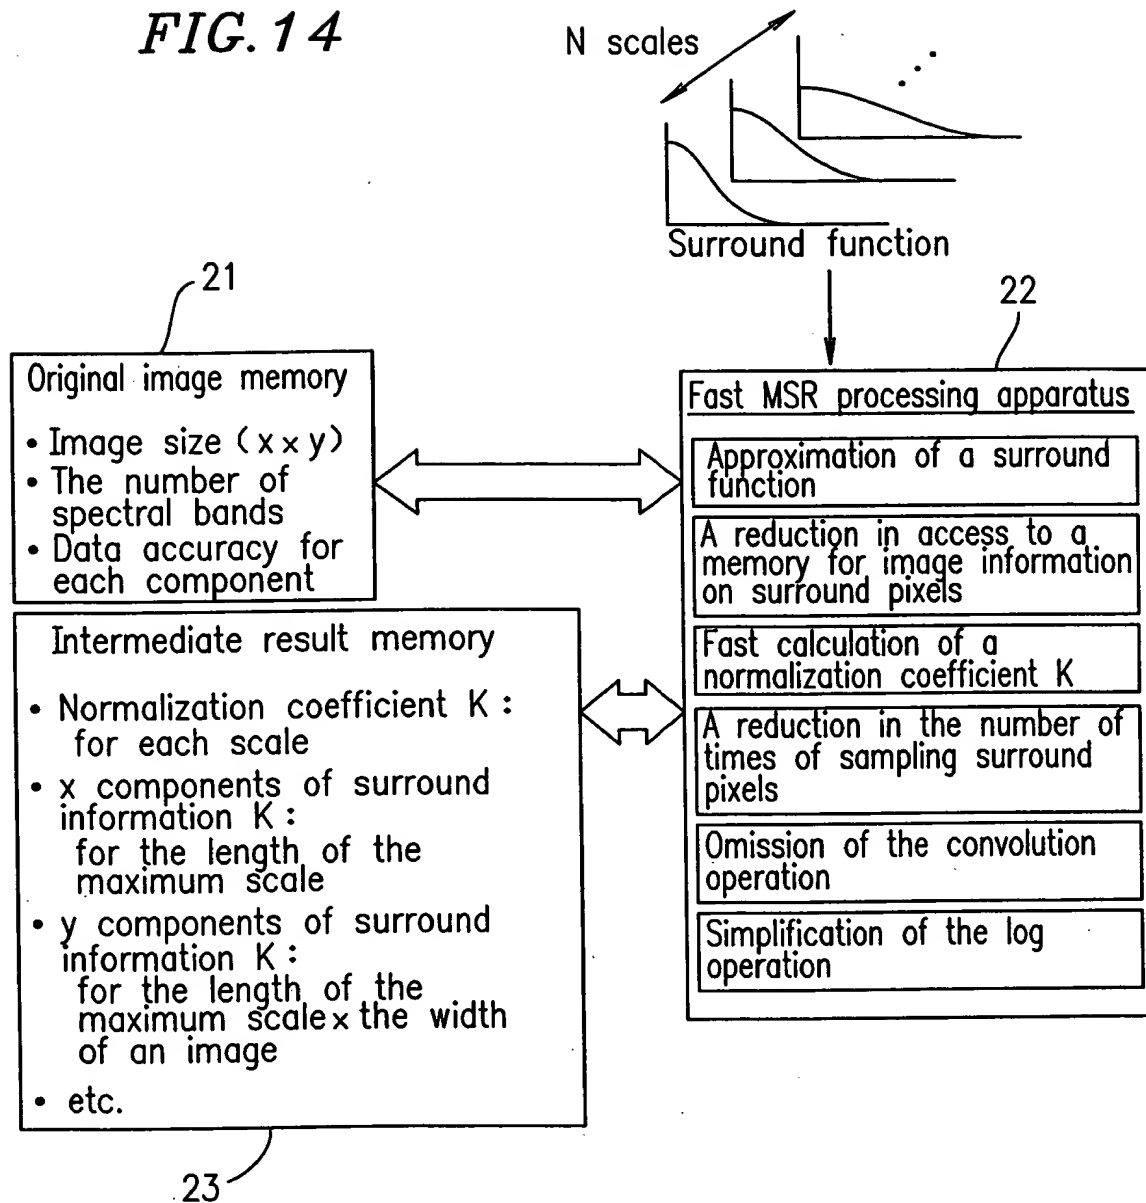 FIG. 14
N scales
Surround function
21
Original image memory
• Image size (x×y)
• The number of
spectral bands
• Data accuracy for
each component
22
Fast MSR processing apparatus
Approximation of a surround
function
A reduction in access to a
memory for image information
on surround pixels
Fast calculation of a
normalization coefficient K
A reduction in the number of
times of sampling surround
pixels
Omission of the convolution
operation
Simplification of the log
operation
Intermediate result memory
• Normalization coefficient K :
for each scale
• x components of surround
information K :
for the length of the
maximum scale
• y components of surround
information K :
for the length of the
maximum scale× the width
of an image
• etc.
23